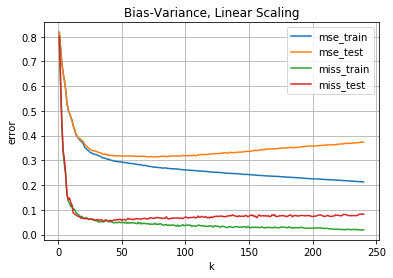 Bias-Variance, Linear Scaling
mse_train
mse_test
miss_train
miss_test
error
0.8
0.7
0.6
0.5
0.4
0.3
0.2
0.1
0.0
0
50
100
150
200
250
k